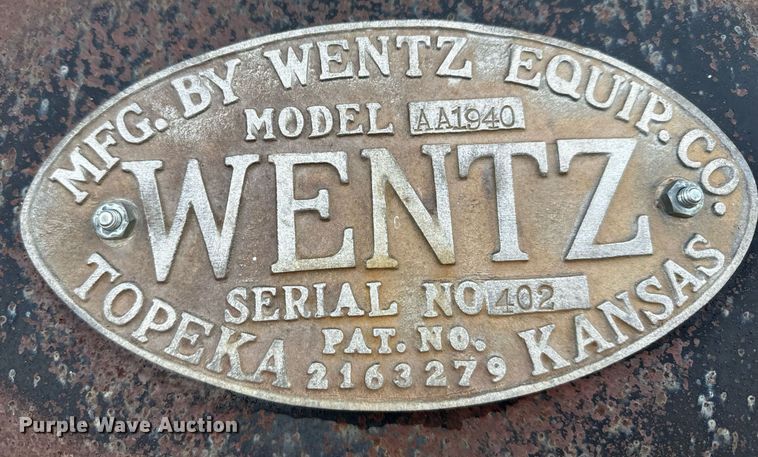 MFG. BY WENTZ EQUIP. CO.
MODEL AA1940
WENTZ
SERIAL NO 402
PAT. NO.
2163279
TOPEKA KANSAS
Purple Wave Auction